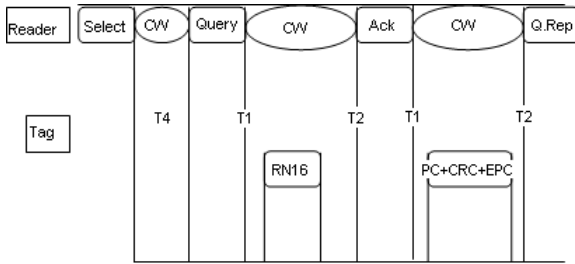 Reader Select CW Query CW Ack CW Q.Rep
T4 T1 T2 T1 T2
Tag
RN16 PC+CRC+EPC